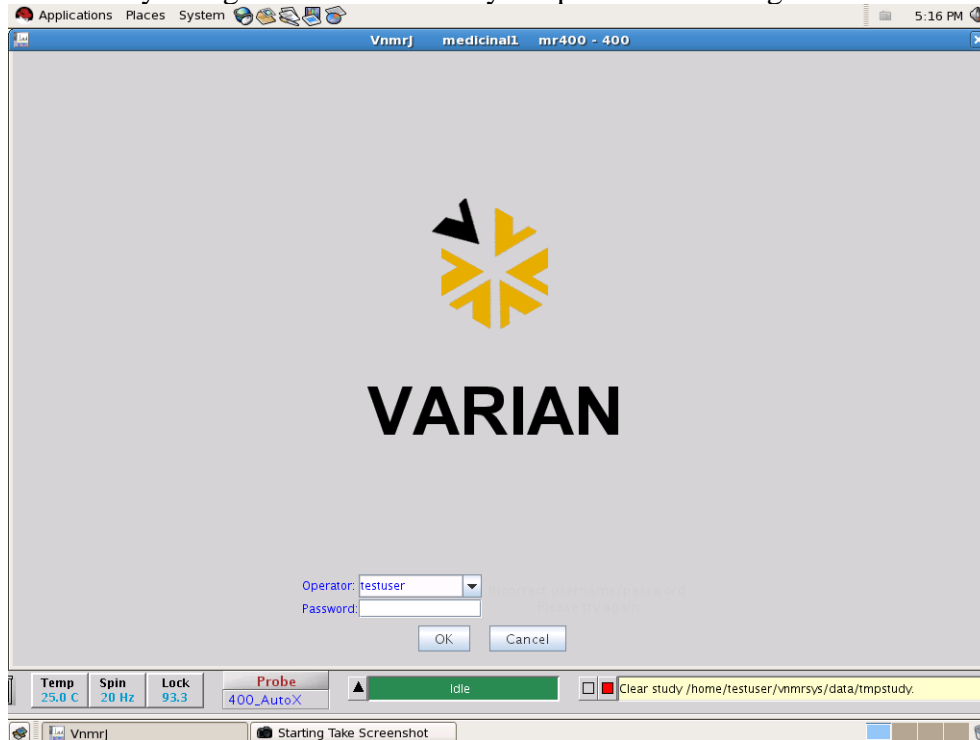 Applications Places System 5:16 PM
VnmrJ medicinal1 mr400 - 400
VARIAN
Operator: testuser
Password:
OK Cancel
Temp Spin Lock Probe
25.0 C 20 Hz 93.3 400_AutoX Idle Clear study /home/testuser/vnmrsys/data/tmpstudy.
VnmrJ Starting Take Screenshot